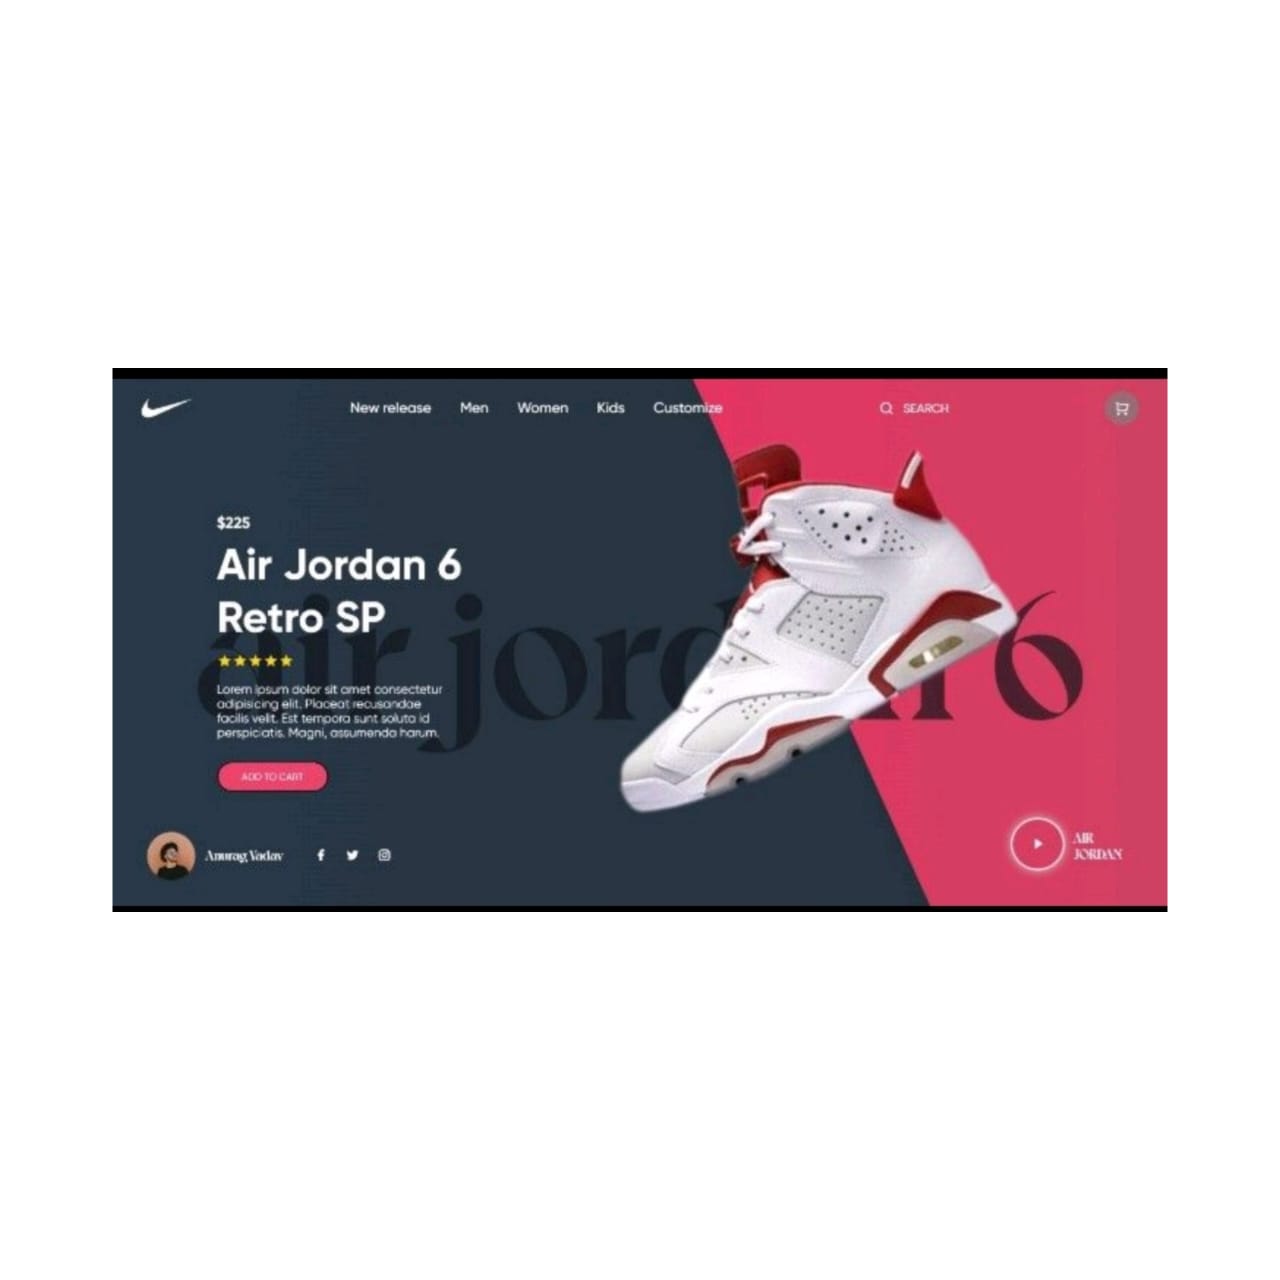 New release Men Women Kids Customize SEARCH
$225
Air Jordan 6
Retro SP
air jordan 6
Lorem ipsum dolor sit amet consectetur
adipisicing elit. Placeat recusandae
facilis velit. Est tempora sunt soluta id
perspiciatis. Magni, assumenda harum.
ADD TO CART
Anurag Yadav
AIR
JORDAN